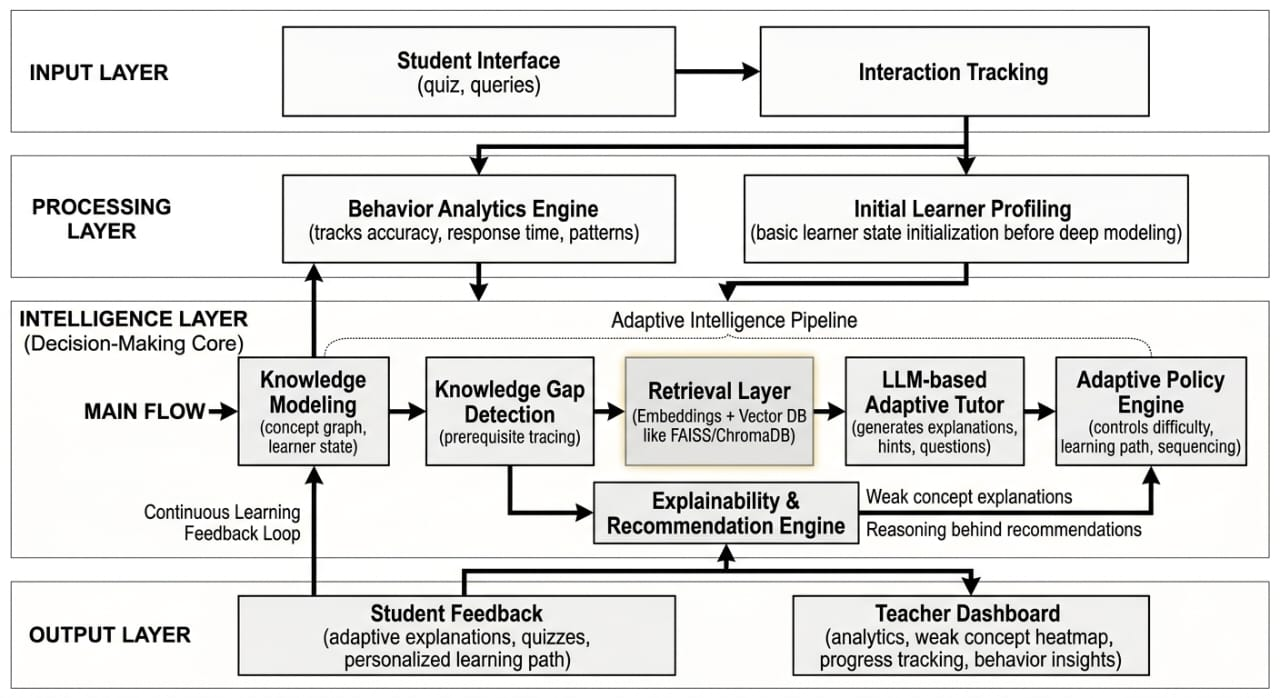 INPUT LAYER
Student Interface
(quiz, queries)
Interaction Tracking
PROCESSING
LAYER
Behavior Analytics Engine
(tracks accuracy, response time, patterns)
Initial Learner Profiling
(basic learner state initialization before deep modeling)
INTELLIGENCE LAYER
(Decision-Making Core)
Adaptive Intelligence Pipeline
MAIN FLOW
Knowledge
Modeling
(concept graph,
learner state)
Knowledge Gap
Detection
(prerequisite tracing)
Retrieval Layer
(Embeddings + Vector DB
like FAISS/ChromaDB)
LLM-based
Adaptive Tutor
(generates explanations,
hints, questions)
Adaptive Policy
Engine
(controls difficulty,
learning path, sequencing)
Continuous Learning
Feedback Loop
Explainability &
Recommendation Engine
Weak concept explanations
Reasoning behind recommendations
OUTPUT LAYER
Student Feedback
(adaptive explanations, quizzes,
personalized learning path)
Teacher Dashboard
(analytics, weak concept heatmap,
progress tracking, behavior insights)